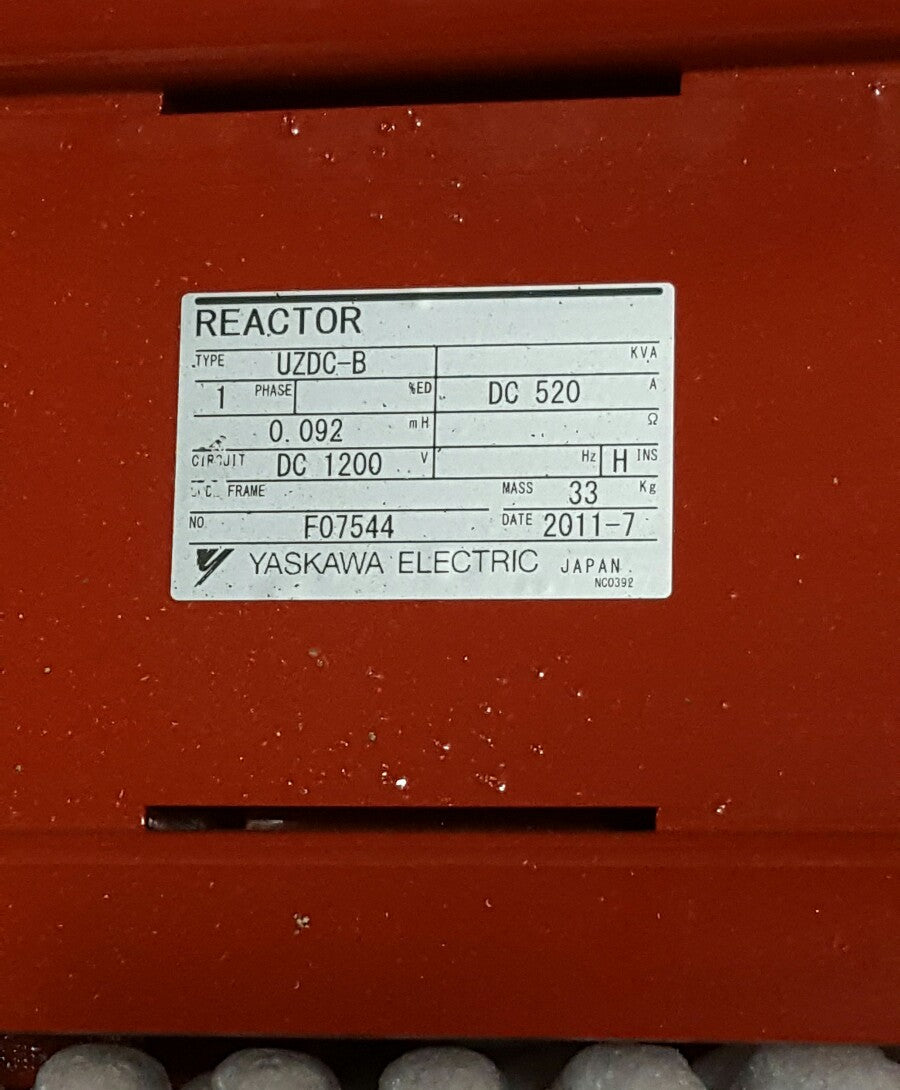 REACTOR
TYPE UZDC-B KVA
1 PHASE %ED DC 520 A
0.092 mH Ω
CIRCUIT DC 1200 V Hz H INS
FRAME MASS 33 Kg
NO. F07544 DATE 2011-7
YASKAWA ELECTRIC JAPAN
NC0392